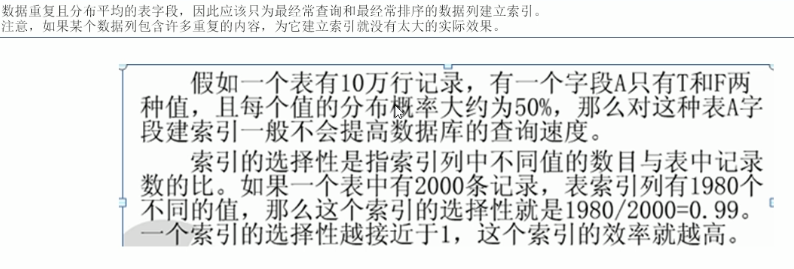 数据重复且分布平均的表字段，因此应该只为最经常查询和最经常排序的数据列建立索引。
注意，如果某个数据列包含许多重复的内容，为它建立索引就没有太大的实际效果。
假如一个表有10万行记录，有一个字段A只有T和F两
种值，且每个值的分布概率大约为50%，那么对这种表A字
段建索引一般不会提高数据库的查询速度。
索引的选择性是指索引列中不同值的数目与表中记录
数的比。如果一个表中有2000条记录，表索引列有1980个
不同的值，那么这个索引的选择性就是1980/2000=0.99。
一个索引的选择性越接近于1，这个索引的效率就越高。